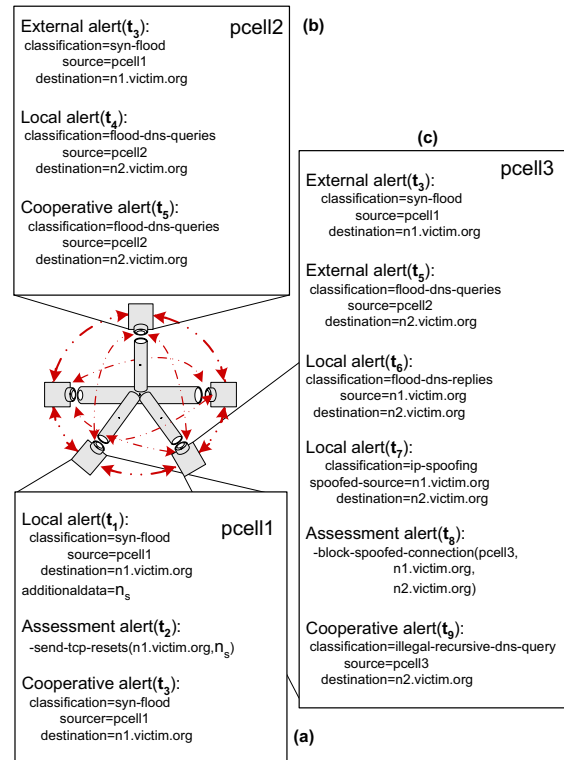 pcell2
(b)
External alert(t3):
classification=syn-flood
source=pcell1
destination=n1.victim.org
Local alert(t4):
classification=flood-dns-queries
source=pcell2
destination=n2.victim.org
Cooperative alert(t5):
classification=flood-dns-queries
source=pcell2
destination=n2.victim.org
(c)
pcell3
External alert(t3):
classification=syn-flood
source=pcell1
destination=n1.victim.org
External alert(t5):
classification=flood-dns-queries
source=pcell2
destination=n2.victim.org
Local alert(t6):
classification=flood-dns-replies
source=n1.victim.org
destination=n2.victim.org
Local alert(t7):
classification=ip-spoofing
spoofed-source=n1.victim.org
destination=n2.victim.org
Assessment alert(t8):
-block-spoofed-connection(pcell3,
n1.victim.org,
n2.victim.org)
Cooperative alert(t9):
classification=illegal-recursive-dns-query
source=pcell3
destination=n2.victim.org
pcell1
Local alert(t1):
classification=syn-flood
source=pcell1
destination=n1.victim.org
additionaldata=ns
Assessment alert(t2):
-send-tcp-resets(n1.victim.org,ns)
Cooperative alert(t3):
classification=syn-flood
sourcer=pcell1
destination=n1.victim.org
(a)